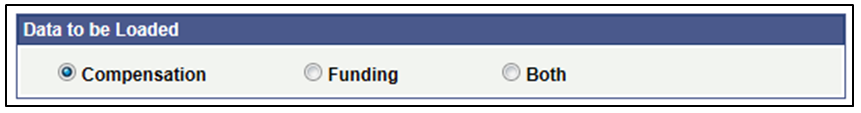 Data to be Loaded
Compensation Funding Both